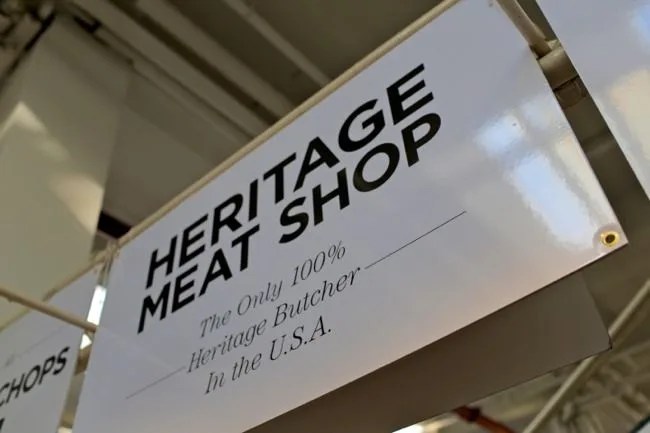 HERITAGE
MEAT SHOP
The Only 100%
Heritage Butcher
In the U.S.A.
CHOPS